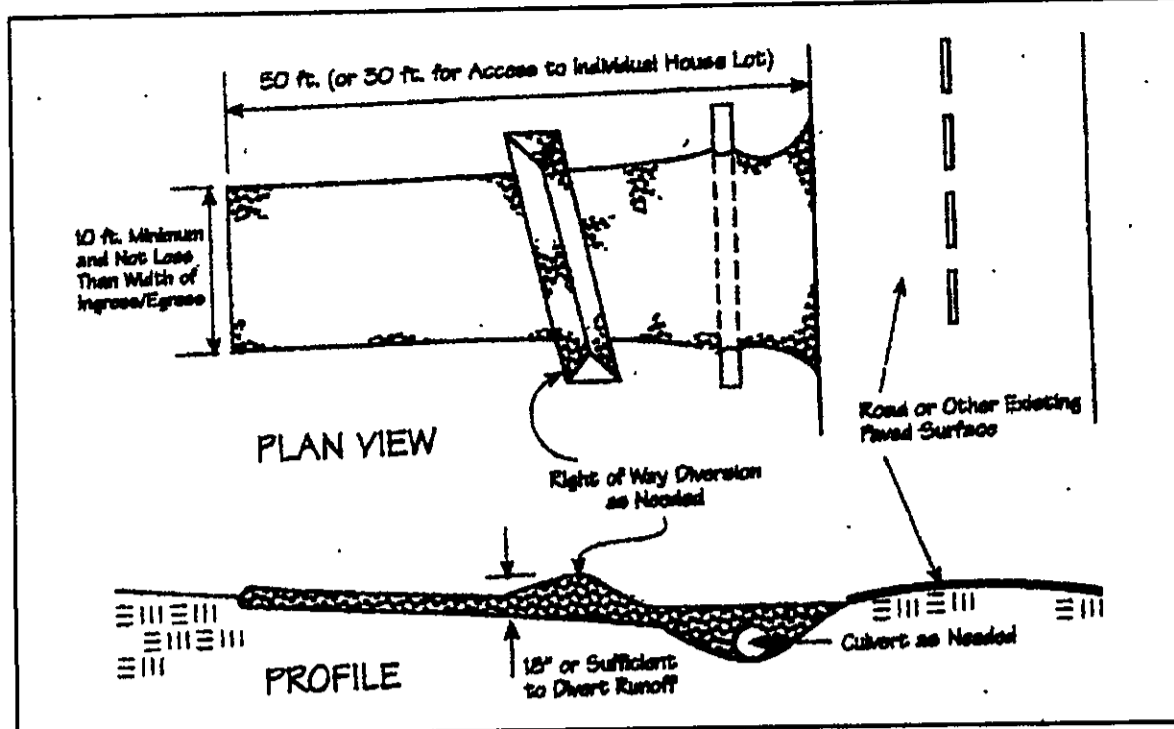 50 ft. (or 30 ft. for Access to Individual House Lot)
10 ft. Minimum
and Not Less
Than Width of
Ingress/Egress
PLAN VIEW
Right of Way Diversion
as Needed
Road or Other Existing
Paved Surface
Culvert as Needed
18" or Sufficient
to Divert Runoff
PROFILE